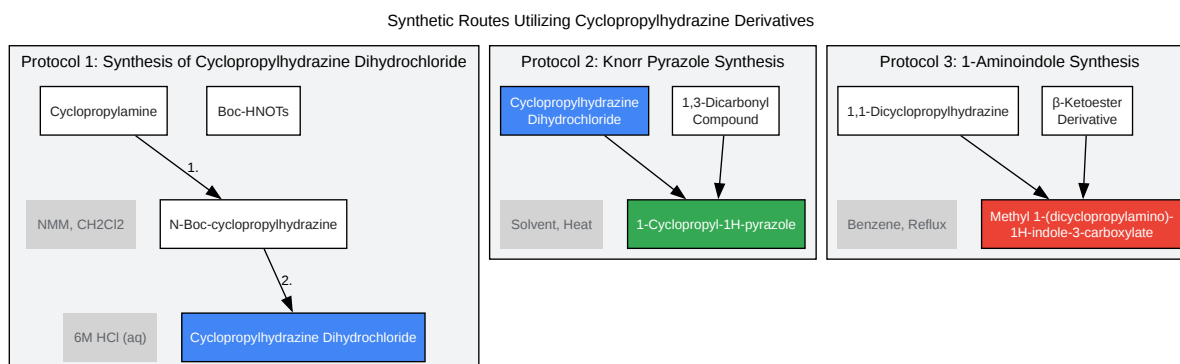 Synthetic Routes Utilizing Cyclopropylhydrazine Derivatives
Protocol 1: Synthesis of Cyclopropylhydrazine Dihydrochloride
Cyclopropylamine
Boc-HNOTs
1.
NMM, CH2Cl2
N-Boc-cyclopropylhydrazine
2.
6M HCl (aq)
Cyclopropylhydrazine Dihydrochloride
Protocol 2: Knorr Pyrazole Synthesis
Cyclopropylhydrazine
Dihydrochloride
1,3-Dicarbonyl
Compound
Solvent, Heat
1-Cyclopropyl-1H-pyrazole
Protocol 3: 1-Aminoindole Synthesis
1,1-Dicyclopropylhydrazine
β-Ketoester
Derivative
Benzene, Reflux
Methyl 1-(dicyclopropylamino)-
1H-indole-3-carboxylate